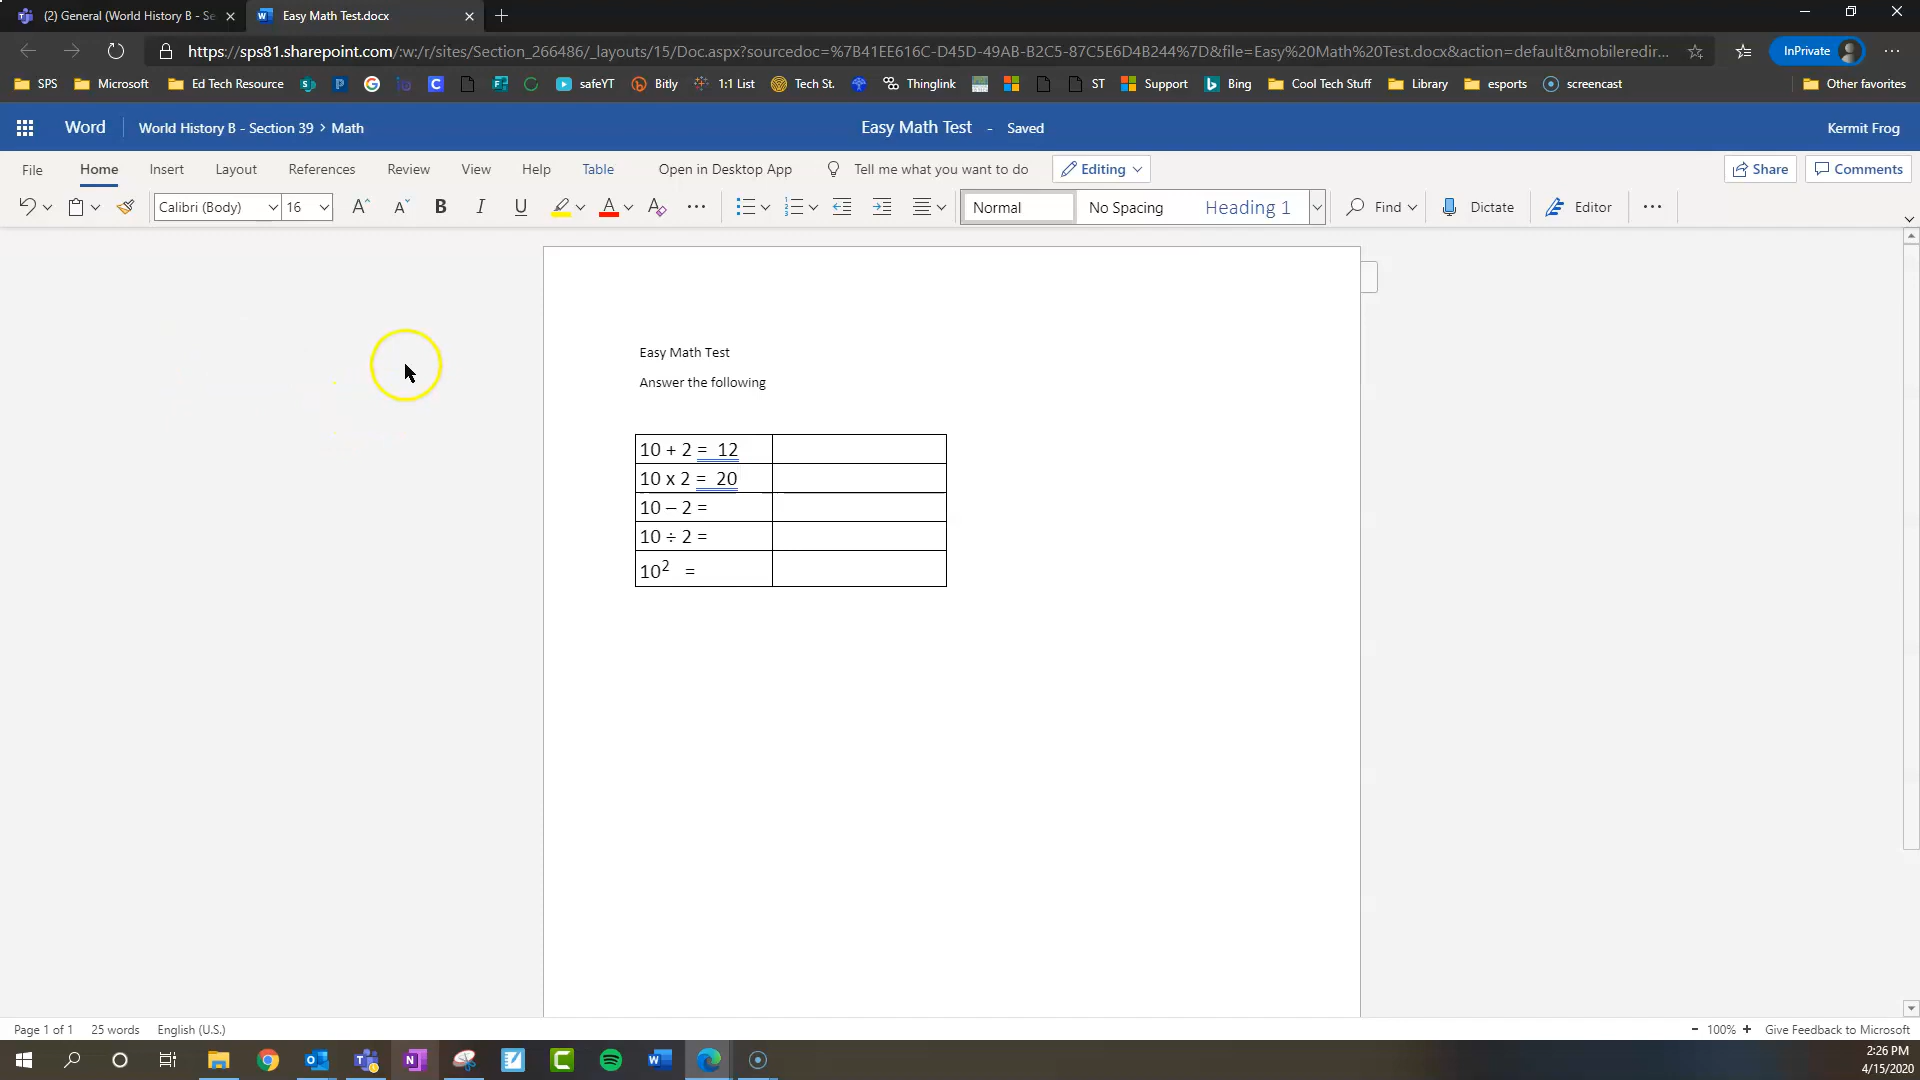 (2) General (World History B - Se
Easy Math Test.docx
https://sps81.sharepoint.com/:w:/r/sites/Section_266486/_layouts/15/Doc.aspx?sourcedoc=%7B41EE616C-D45D-49AB-B2C5-87C5E6D4B244%7D&file=Easy%20Math%20Test.docx&action=default&mobileredir...
InPrivate
SPS Microsoft Ed Tech Resource safeYT Bitly 1:1 List Tech St. Thinglink ST Support Bing Cool Tech Stuff Library esports screencast Other favorites
Word World History B - Section 39 > Math Easy Math Test - Saved Kermit Frog
File Home Insert Layout References Review View Help Table Open in Desktop App Tell me what you want to do Editing Share Comments
Calibri (Body) 16 A A B I U A A Normal No Spacing Heading 1 Find Dictate Editor
Easy Math Test
Answer the following
10 + 2 = 12
10 x 2 = 20
10 – 2 =
10 ÷ 2 =
10² =
Page 1 of 1 25 words English (U.S.) - 100% + Give Feedback to Microsoft
2:26 PM
4/15/2020